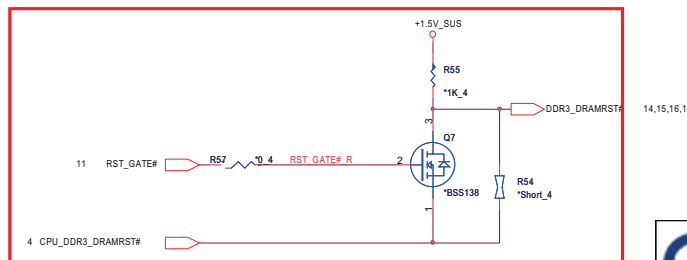 +1.5V_SUS
R55
*1K_4
DDR3_DRAMRST# 14,15,16,1
3
Q7
11 RST_GATE# R57 *0_4 RST_GATE#_R 2
R54
*BSS138
*Short_4
1
4 CPU_DDR3_DRAMRST#